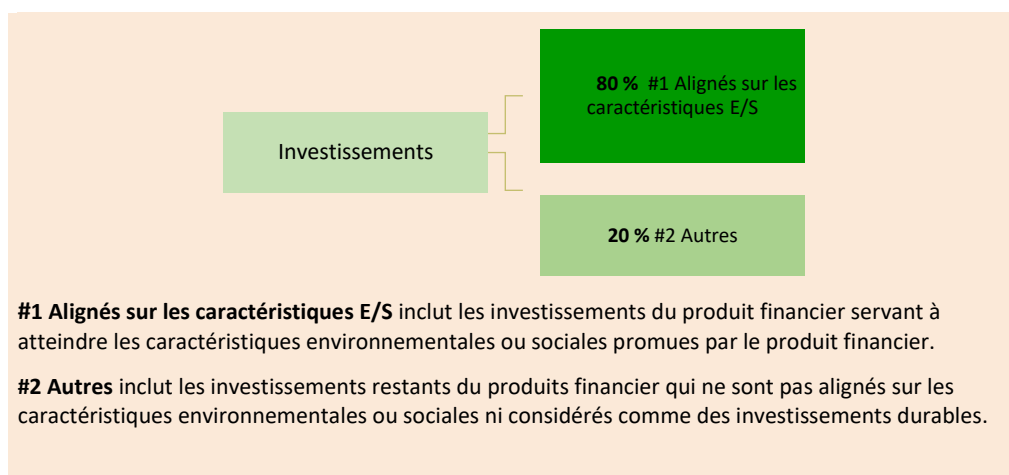 80 % #1 Alignés sur les
caractéristiques E/S
Investissements
20 % #2 Autres
#1 Alignés sur les caractéristiques E/S inclut les investissements du produit financier servant à
atteindre les caractéristiques environnementales ou sociales promues par le produit financier.
#2 Autres inclut les investissements restants du produits financier qui ne sont pas alignés sur les
caractéristiques environnementales ou sociales ni considérés comme des investissements durables.